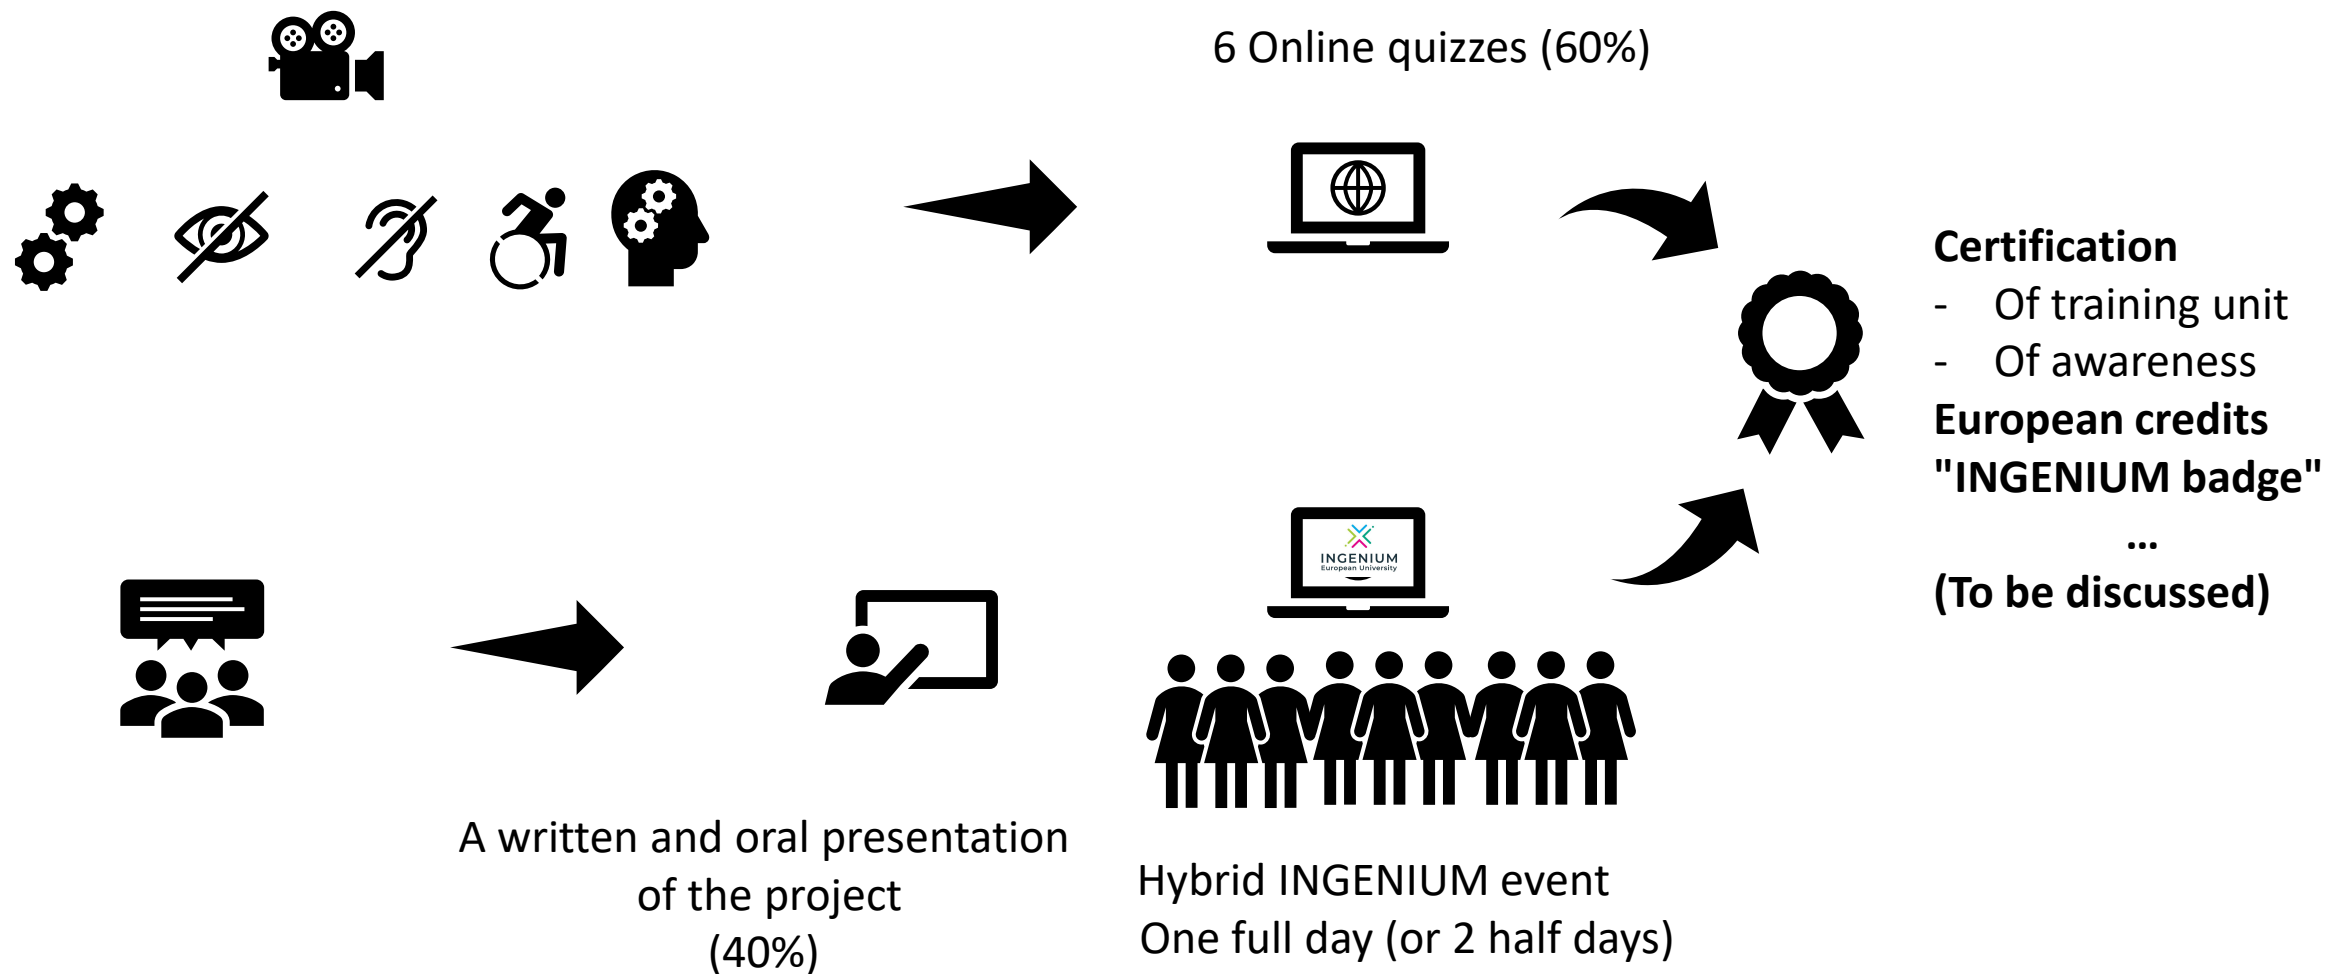 6 Online quizzes (60%)
Certification
- Of training unit
- Of awareness
European credits
"INGENIUM badge"
...
(To be discussed)
INGENIUM
European University
A written and oral presentation
of the project
(40%)
Hybrid INGENIUM event
One full day (or 2 half days)